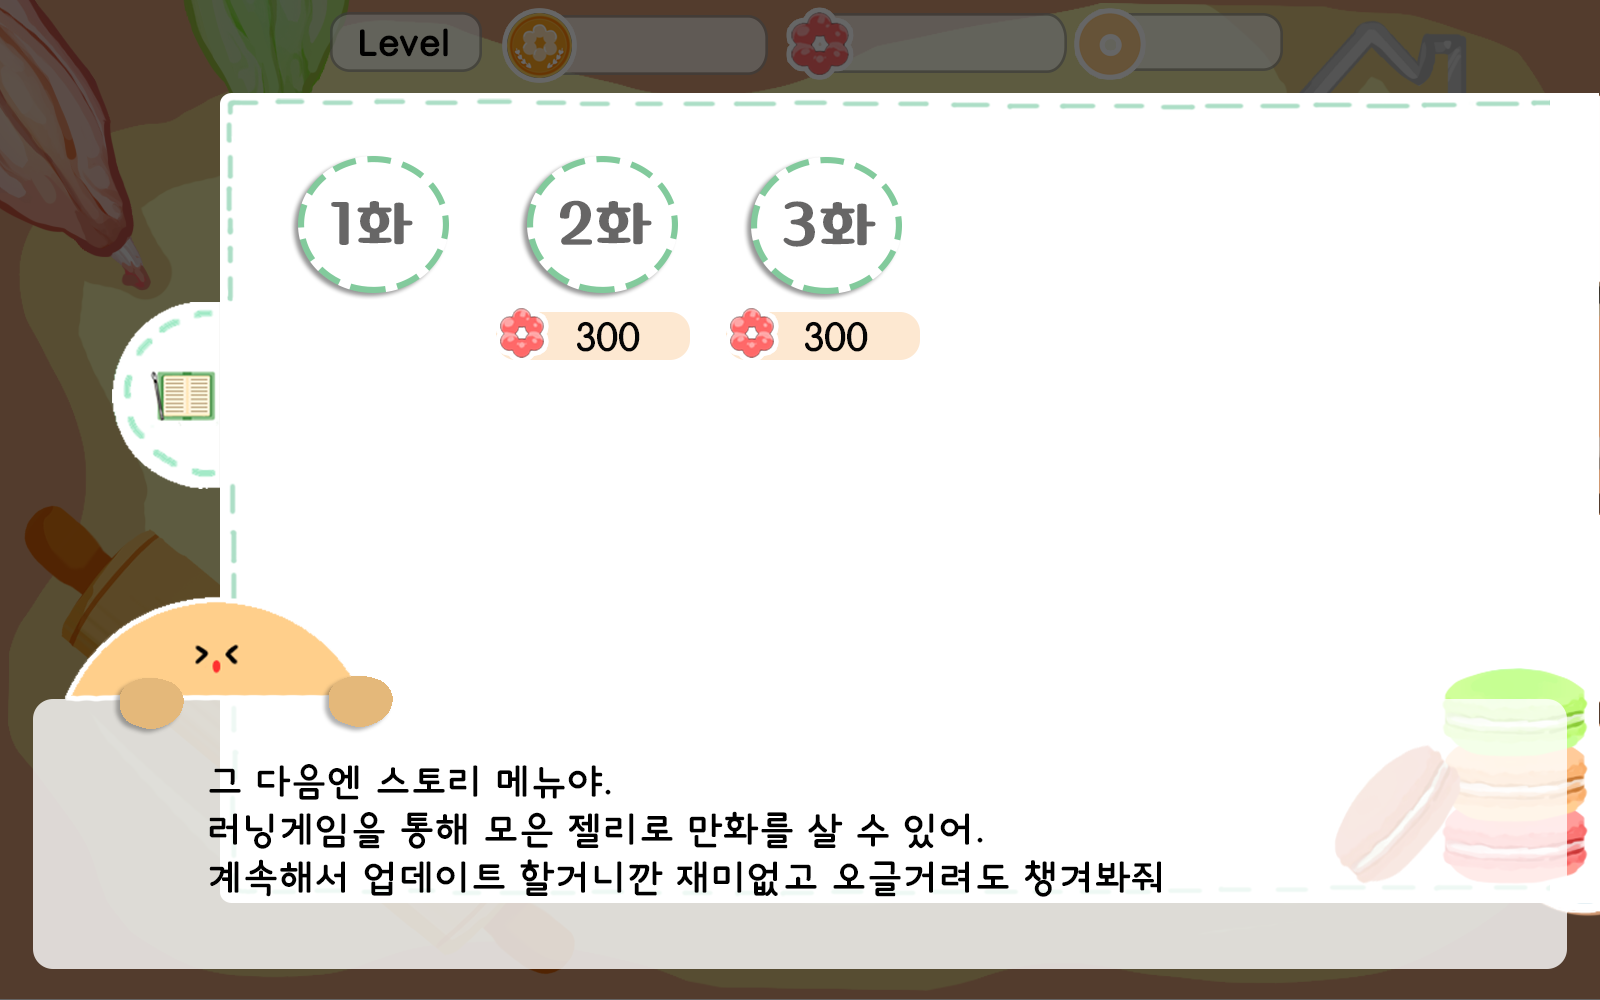 Level
1화 2화 3화
300 300
그 다음엔 스토리 메뉴야.
러닝게임을 통해 모은 젤리로 만화를 살 수 있어.
계속해서 업데이트 할거니깐 재미없고 오글거려도 챙겨봐줘